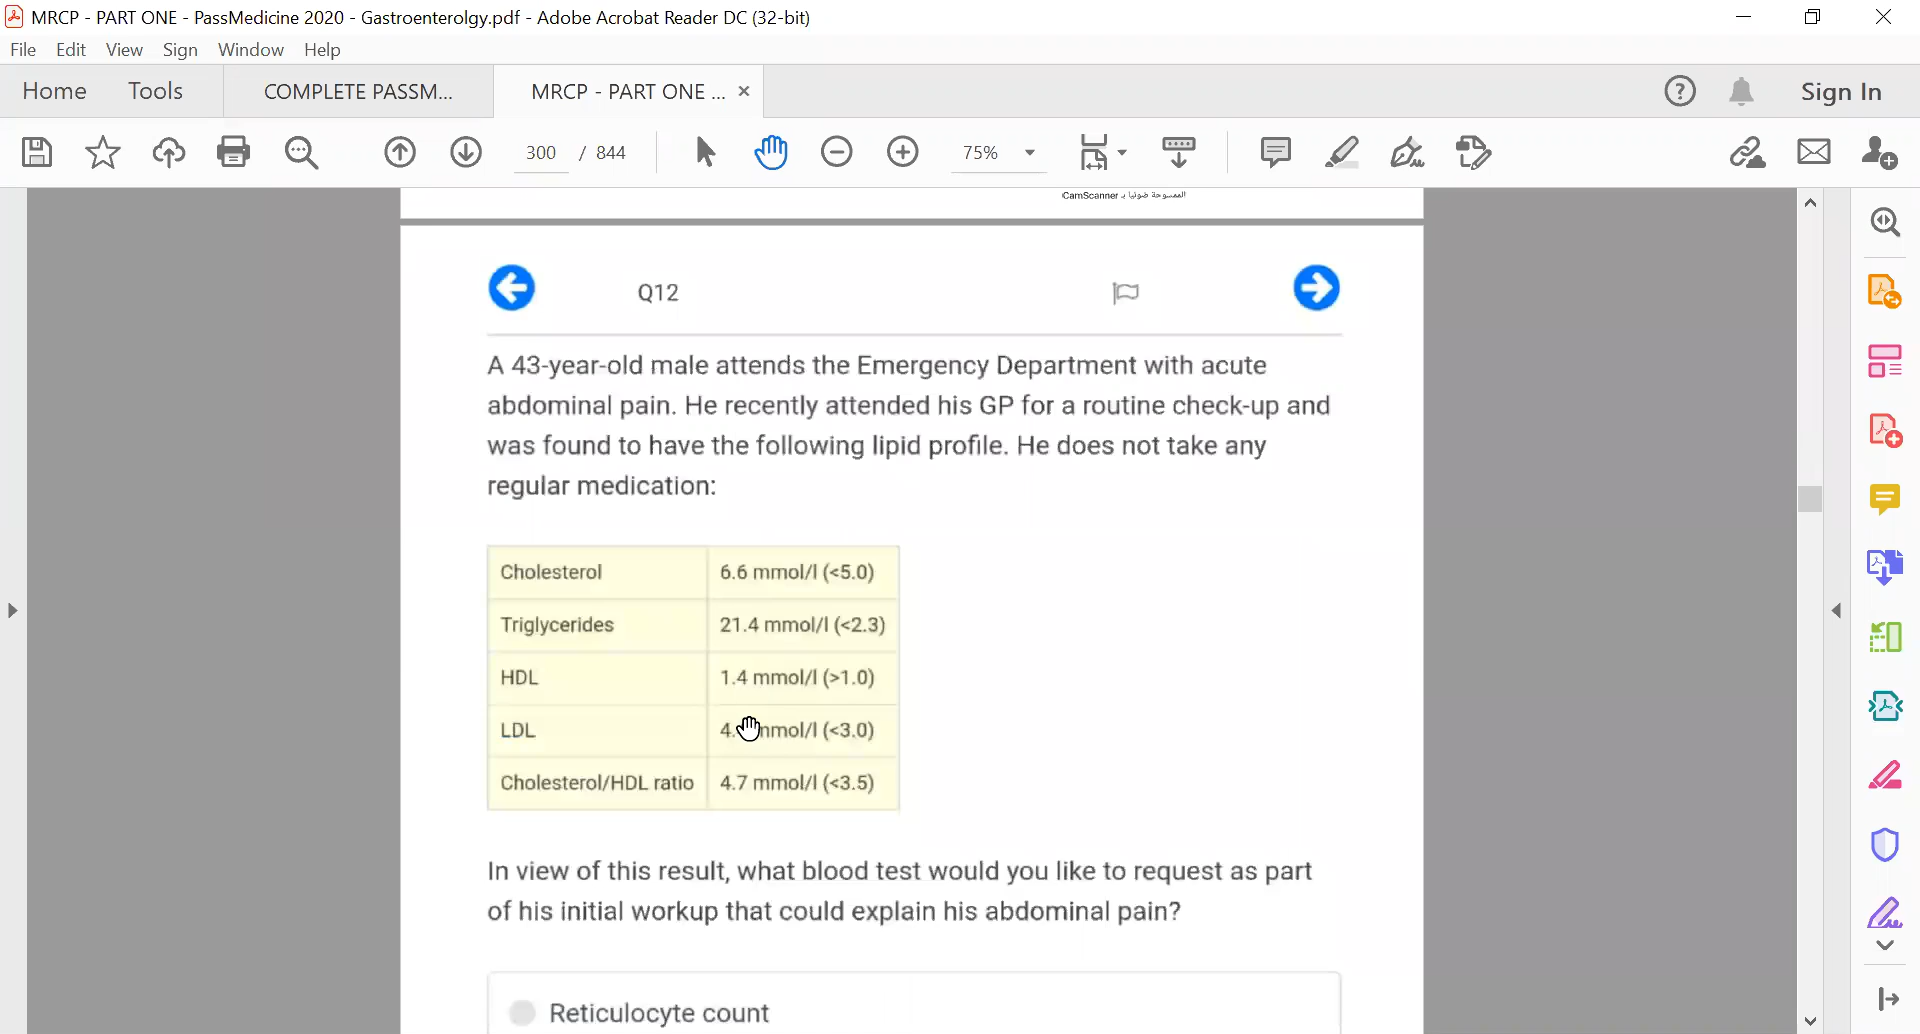 MRCP - PART ONE - PassMedicine 2020 - Gastroenterolgy.pdf - Adobe Acrobat Reader DC (32-bit)
File Edit View Sign Window Help
Home Tools COMPLETE PASSM... MRCP - PART ONE ... × Sign In
300 / 844 75%
الممسوحة ضوئيا بـ CamScanner
Q12
A 43-year-old male attends the Emergency Department with acute
abdominal pain. He recently attended his GP for a routine check-up and
was found to have the following lipid profile. He does not take any
regular medication:
Cholesterol 6.6 mmol/l (<5.0)
Triglycerides 21.4 mmol/l (<2.3)
HDL 1.4 mmol/l (>1.0)
LDL (<3.0)
Cholesterol/HDL ratio 4.7 mmol/l (<3.5)
In view of this result, what blood test would you like to request as part
of his initial workup that could explain his abdominal pain?
Reticulocyte count